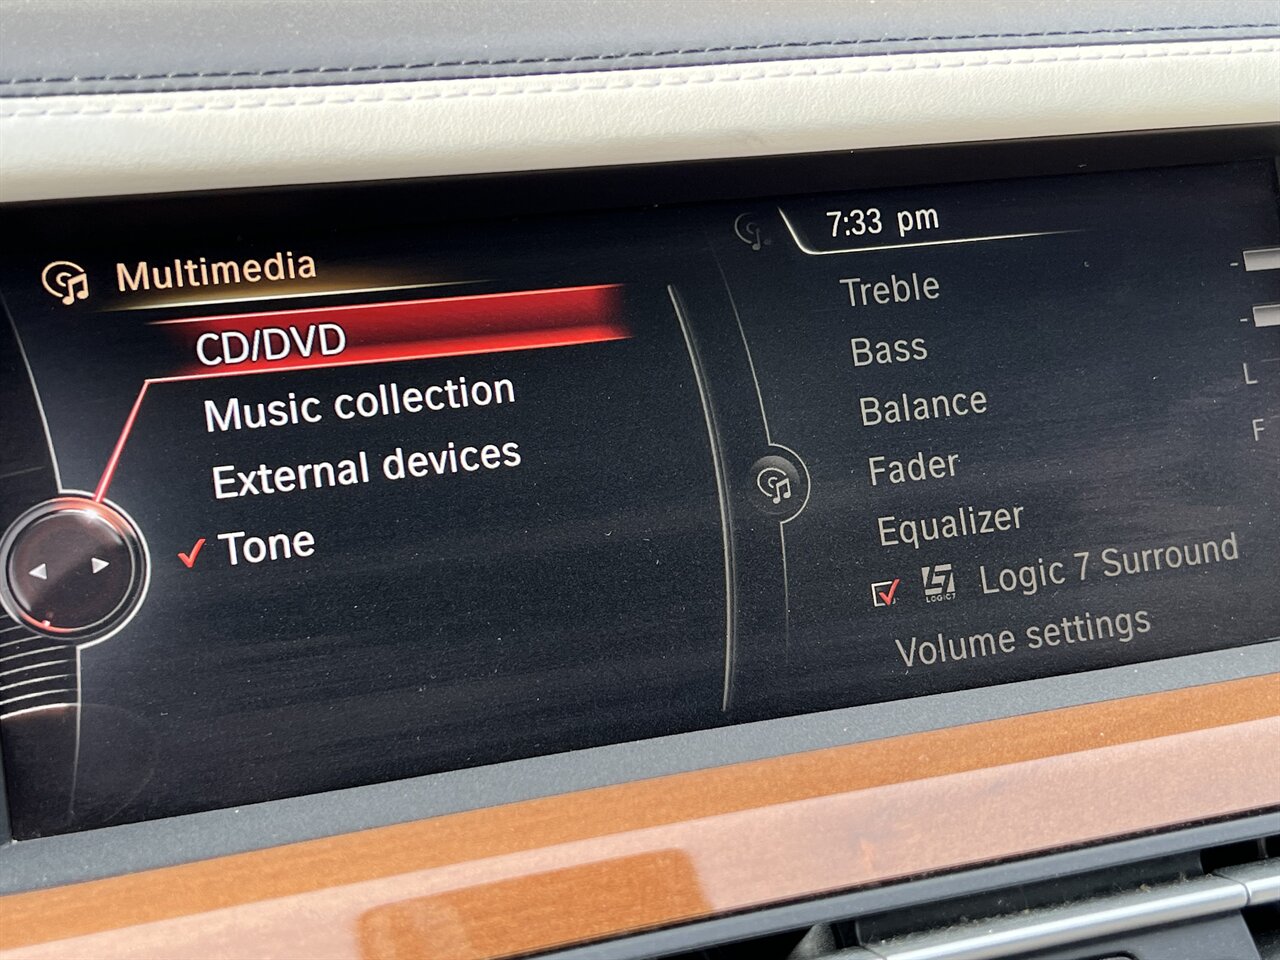 Multimedia
CD/DVD
Music collection
External devices
Tone
7:33 pm
Treble
Bass
Balance
L
Fader
F
Equalizer
LOGIC7 Logic 7 Surround
Volume settings